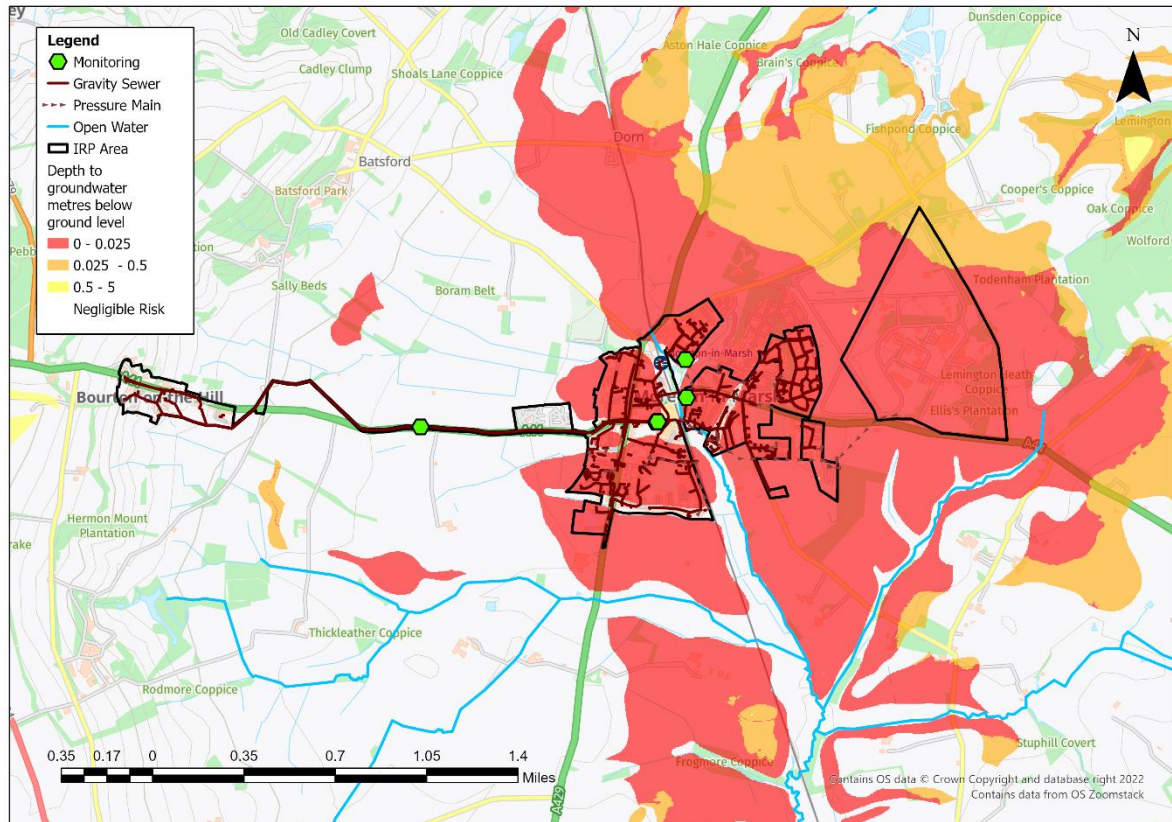 Legend
Monitoring
Gravity Sewer
Pressure Main
Open Water
IRP Area
Depth to
groundwater
metres below
ground level
0 - 0.025
0.025 - 0.5
0.5 - 5
Negligible Risk
N
Old Cadley Covert
Cadley Clump
Shoals Lane Coppice
Aston Hale Coppice
Brain's Coppice
Dunsden Coppice
Fishpond Coppice
Lemington
Dorn
Batsford
Batsford Park
Cooper's Coppice
Oak Coppice
Wolford
Sally Beds
Boram Belt
Todenham Plantation
Lemington Heath
Coppice
Ellis's Plantation
Bourton on the Hill
Hermon Mount
Plantation
Thickleather Coppice
Rodmore Coppice
Frogmore Coppice
Stuphill Covert
A429
0.35 0.17 0 0.35 0.7 1.05 1.4
Miles
Contains OS data © Crown Copyright and database right 2022
Contains data from OS Zoomstack